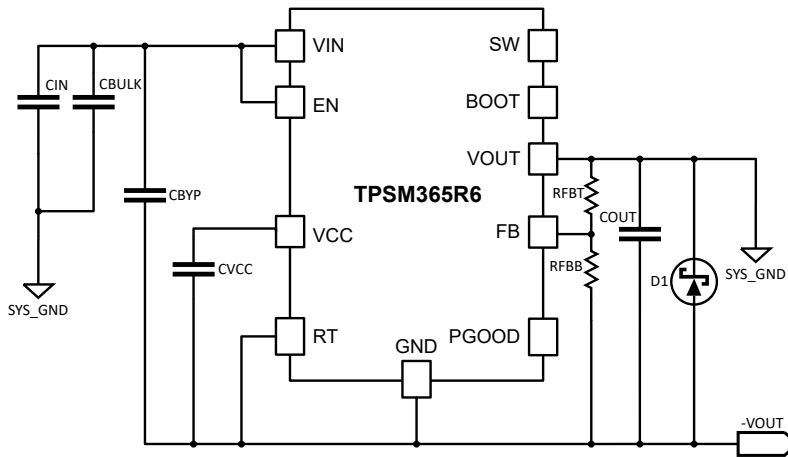 VIN
SW
CIN
CBULK
EN
BOOT
VOUT
TPSM365R6
RFBT
CBYP
COUT
VCC
FB
CVCC
RFBB
D1
SYS_GND
SYS_GND
RT
GND
PGOOD
-VOUT